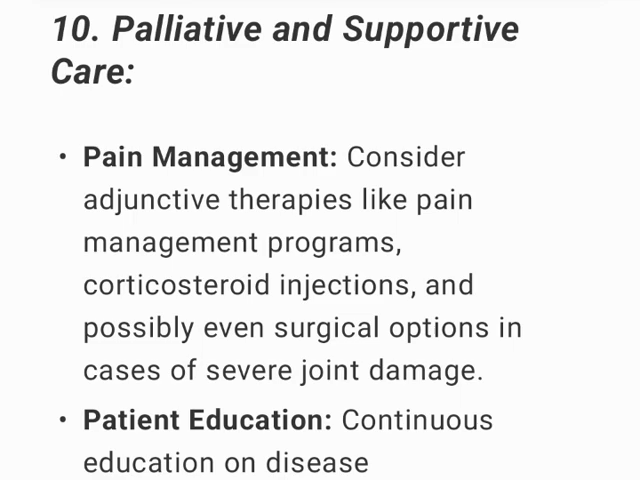 10. Palliative and Supportive
Care:
• Pain Management: Consider
adjunctive therapies like pain
management programs,
corticosteroid injections, and
possibly even surgical options in
cases of severe joint damage.
• Patient Education: Continuous
education on disease